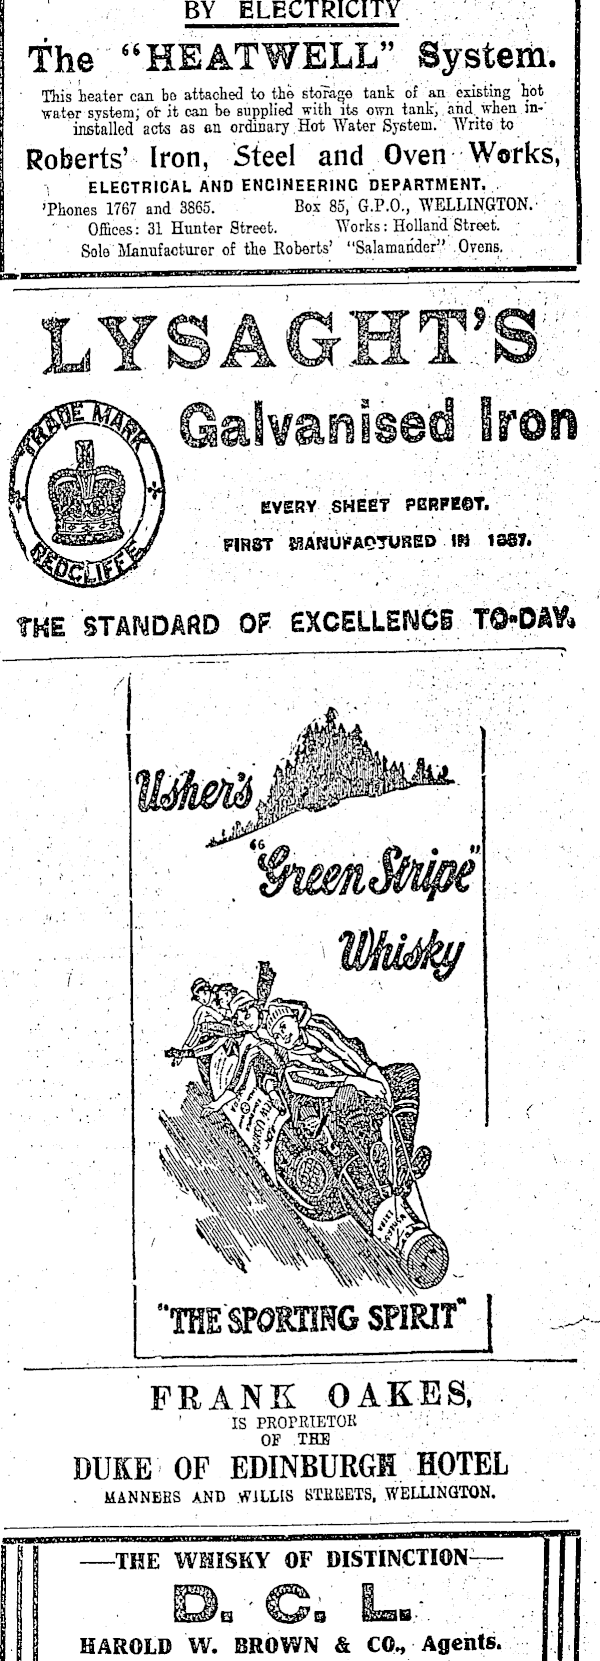 BY ELECTRICITY
The "HEATWELL" System.
This heater can be attached to the storage tank of an existing hot
water system; or it can be supplied with its own tank, and when in-
installed acts as an ordinary Hot Water System. Write to
Roberts' Iron, Steel and Oven Works,
ELECTRICAL AND ENGINEERING DEPARTMENT.
'Phones 1767 and 3865. Box 85, G.P.O., WELLINGTON.
Offices: 31 Hunter Street. Works: Holland Street.
Sole Manufacturer of the Roberts' "Salamander" Ovens.
LYSAGHT'S
Galvanised Iron
TRADE MARK
REDCLIFFE
EVERY SHEET PERFECT.
FIRST MANUFACTURED IN 1857.
THE STANDARD OF EXCELLENCE TO-DAY.
Usher's
"Green Stripe"
Whisky
"THE SPORTING SPIRIT"
FRANK OAKES,
IS PROPRIETOR
OF THE
DUKE OF EDINBURGH HOTEL
MANNERS AND WILLIS STREETS, WELLINGTON.
THE WHISKY OF DISTINCTION
D. C. L.
HAROLD W. BROWN & CO., Agents.